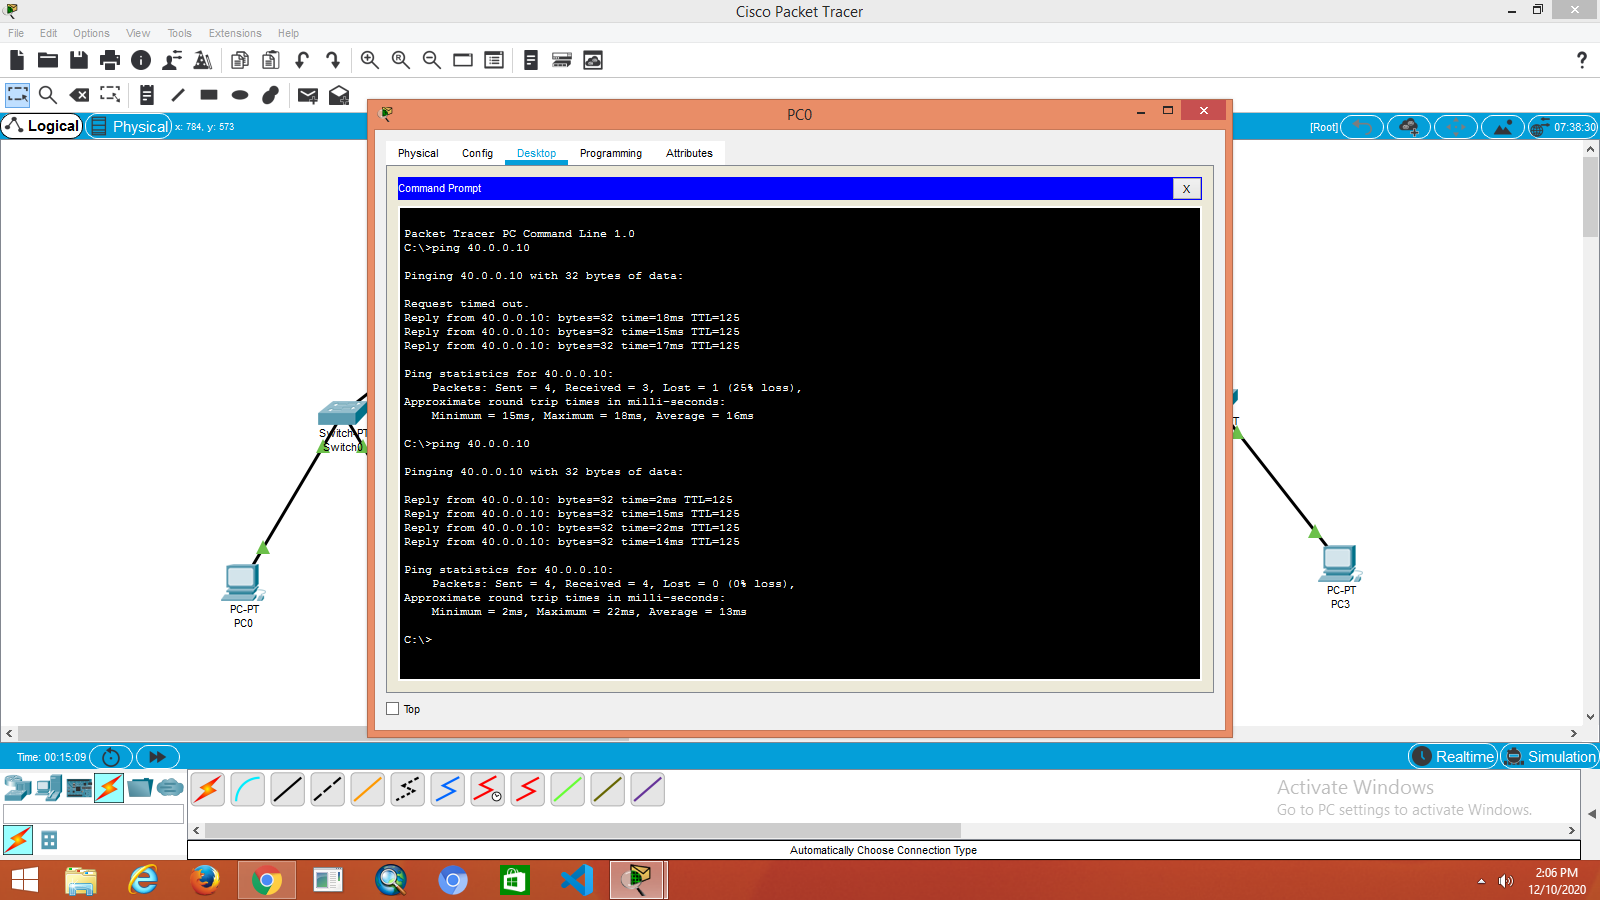 Cisco Packet Tracer
File Edit Options View Tools Extensions Help
Logical Physical x: 784, y: 573 [Root] 07:38:30
PC0
Physical Config Desktop Programming Attributes
Command Prompt X
Packet Tracer PC Command Line 1.0
C:\>ping 40.0.0.10
Pinging 40.0.0.10 with 32 bytes of data:
Request timed out.
Reply from 40.0.0.10: bytes=32 time=18ms TTL=125
Reply from 40.0.0.10: bytes=32 time=15ms TTL=125
Reply from 40.0.0.10: bytes=32 time=17ms TTL=125
Ping statistics for 40.0.0.10:
Packets: Sent = 4, Received = 3, Lost = 1 (25% loss),
Approximate round trip times in milli-seconds:
Minimum = 15ms, Maximum = 18ms, Average = 16ms
C:\>ping 40.0.0.10
Pinging 40.0.0.10 with 32 bytes of data:
Reply from 40.0.0.10: bytes=32 time=2ms TTL=125
Reply from 40.0.0.10: bytes=32 time=15ms TTL=125
Reply from 40.0.0.10: bytes=32 time=22ms TTL=125
Reply from 40.0.0.10: bytes=32 time=14ms TTL=125
Ping statistics for 40.0.0.10:
Packets: Sent = 4, Received = 4, Lost = 0 (0% loss),
Approximate round trip times in milli-seconds:
Minimum = 2ms, Maximum = 22ms, Average = 13ms
C:\>
Top
Switch-PT
Switch0
PC-PT
PC0
PC-PT
PC3
Time: 00:15:09 Realtime Simulation
Activate Windows
Go to PC settings to activate Windows.
Automatically Choose Connection Type
2:06 PM
12/10/2020